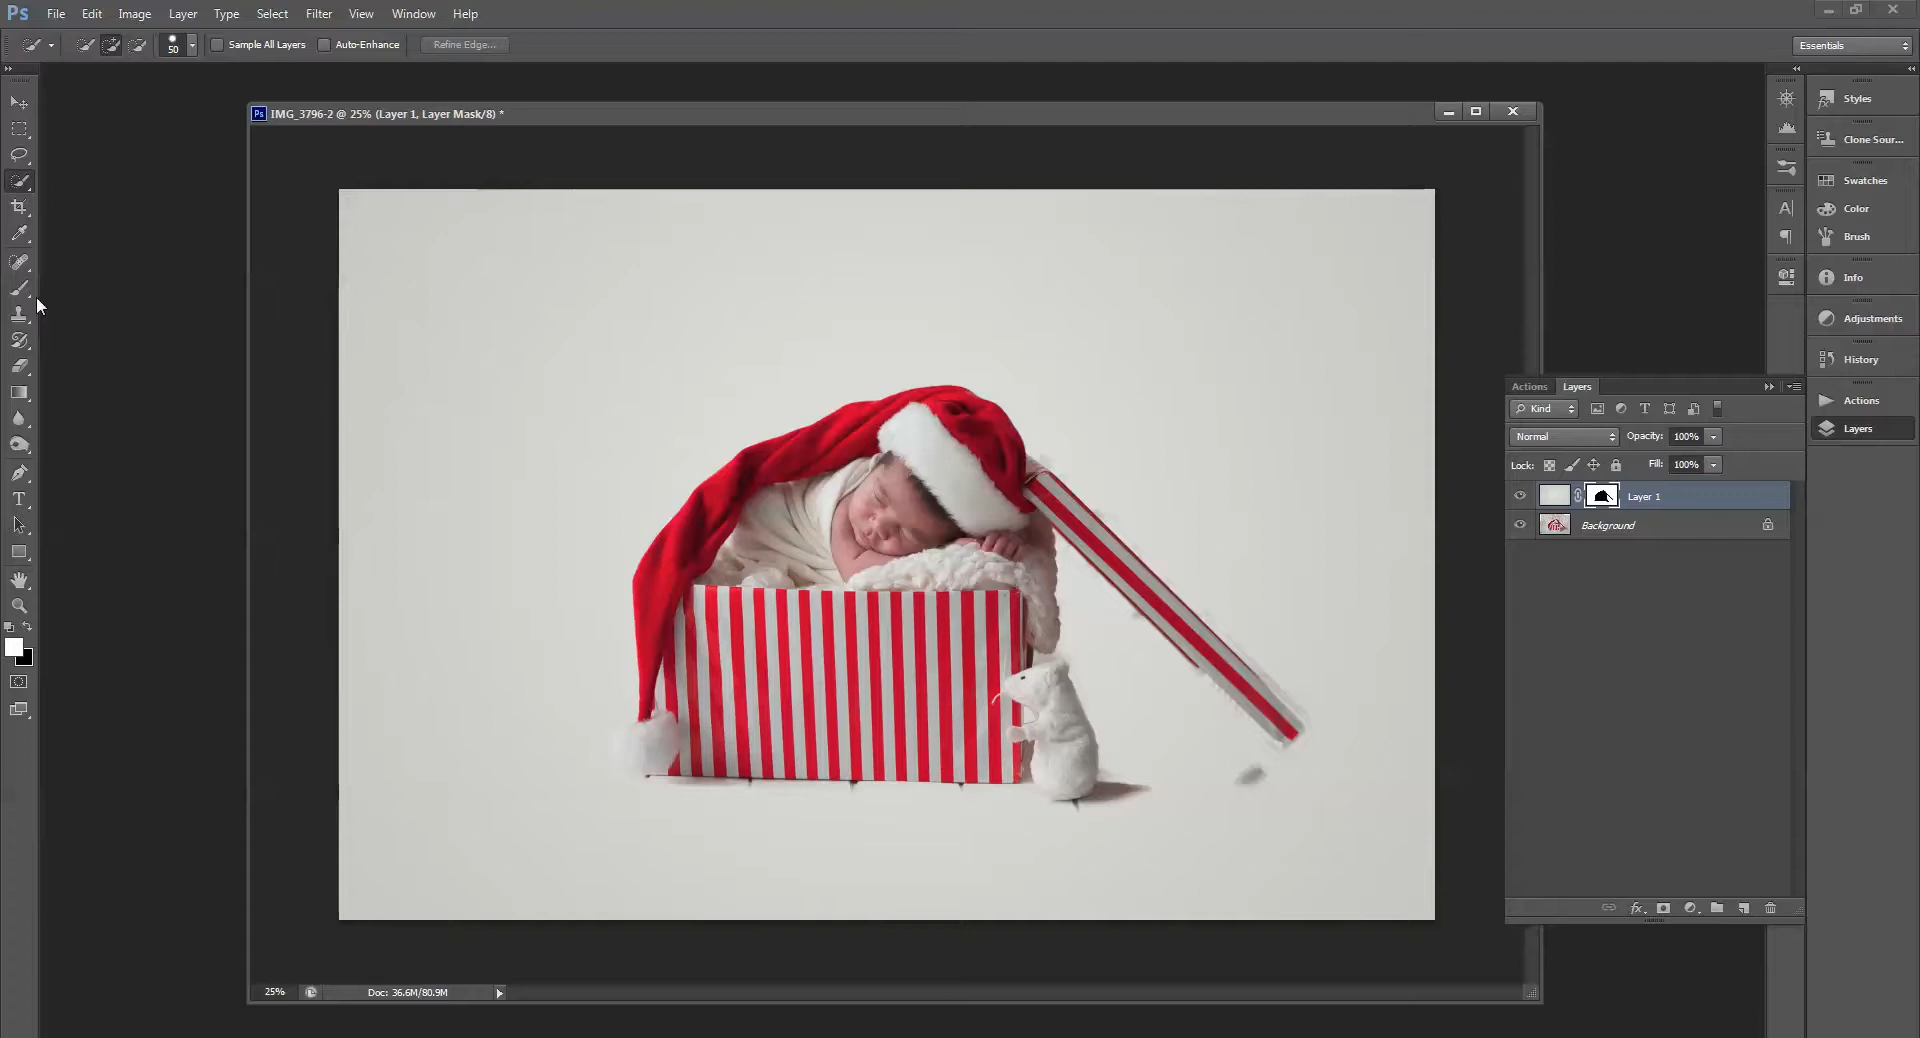 Ps File Edit Image Layer Type Select Filter View Window Help
50 Sample All Layers Auto-Enhance Refine Edge... Essentials
Ps IMG_3796-2 @ 25% (Layer 1, Layer Mask/8) *
Styles
Clone Sour...
Swatches
Color
Brush
Info
Adjustments
History
Actions
Layers
Actions Layers
Kind
Normal Opacity: 100%
Lock: Fill: 100%
Layer 1
Background
25% Doc: 36.6M/80.9M